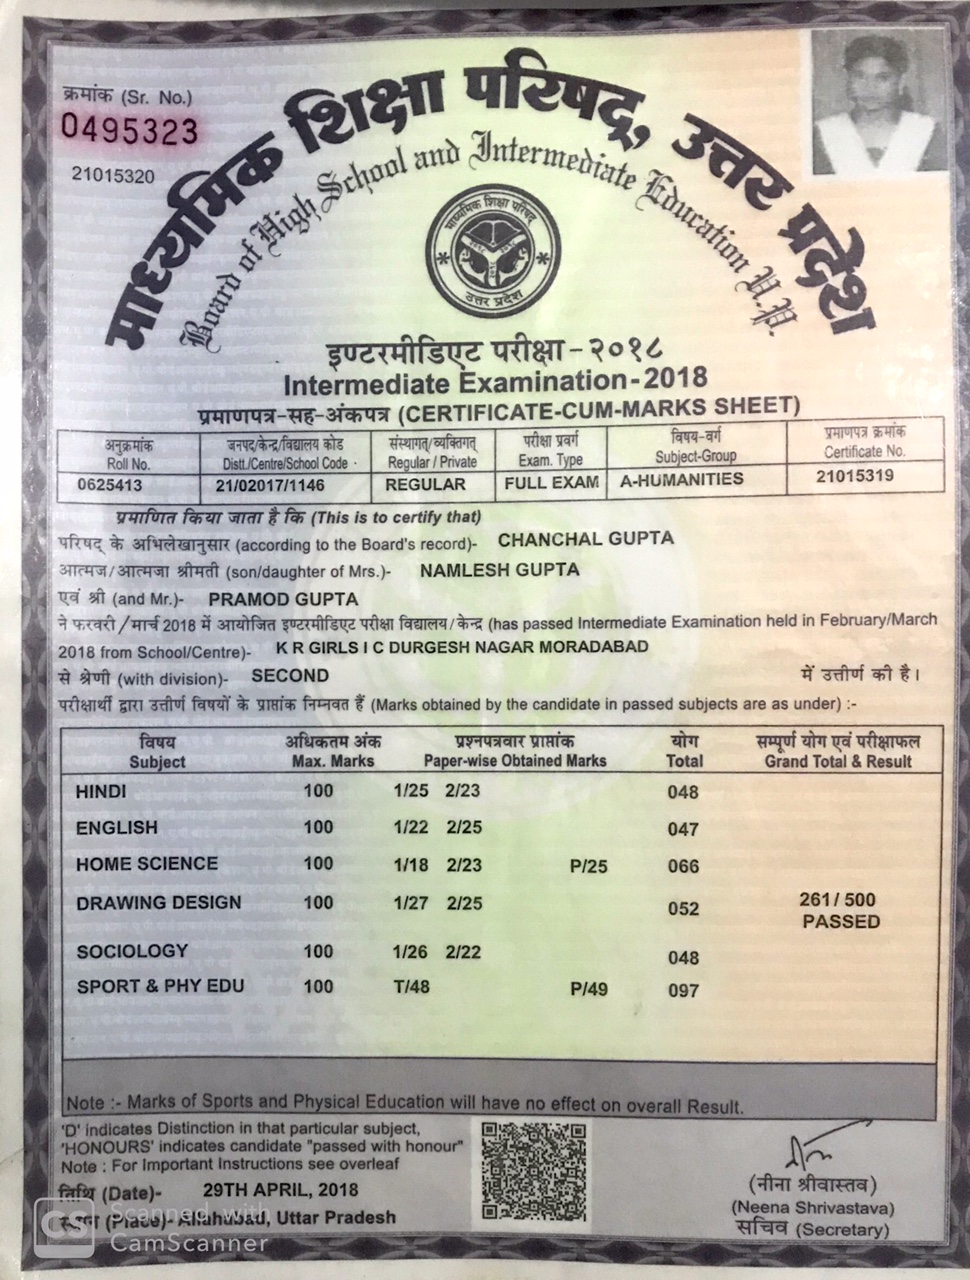 क्रमांक (Sr. No.)
0495323
21015320
माध्यमिक शिक्षा परिषद्, उत्तर प्रदेश
Board of High School and Intermediate Education U.P.
माध्यमिक शिक्षा परिषद्
उत्तर प्रदेश
इण्टरमीडिएट परीक्षा-२०१८
Intermediate Examination-2018
प्रमाणपत्र-सह-अंकपत्र (CERTIFICATE-CUM-MARKS SHEET)
अनुक्रमांक जनपद/केन्द्र/विद्यालय कोड संस्थागत/व्यक्तिगत परीक्षा प्रवर्ग विषय-वर्ग प्रमाणपत्र क्रमांक
Roll No. Distt./Centre/School Code Regular / Private Exam. Type Subject-Group Certificate No.
0625413 21/02017/1146 REGULAR FULL EXAM A-HUMANITIES 21015319
प्रमाणित किया जाता है कि (This is to certify that)
परिषद् के अभिलेखानुसार (according to the Board's record)- CHANCHAL GUPTA
आत्मज/आत्मजा श्रीमती (son/daughter of Mrs.)- NAMLESH GUPTA
एवं श्री (and Mr.)- PRAMOD GUPTA
ने फरवरी/मार्च 2018 में आयोजित इण्टरमीडिएट परीक्षा विद्यालय/केन्द्र (has passed Intermediate Examination held in February/March
2018 from School/Centre)- K R GIRLS I C DURGESH NAGAR MORADABAD
से श्रेणी (with division)- SECOND में उत्तीर्ण की है।
परीक्षार्थी द्वारा उत्तीर्ण विषयों के प्राप्तांक निम्नवत हैं (Marks obtained by the candidate in passed subjects are as under) :-
विषय अधिकतम अंक प्रश्नपत्रवार प्राप्तांक योग सम्पूर्ण योग एवं परीक्षाफल
Subject Max. Marks Paper-wise Obtained Marks Total Grand Total & Result
HINDI 100 1/25 2/23 048
ENGLISH 100 1/22 2/25 047
HOME SCIENCE 100 1/18 2/23 P/25 066
DRAWING DESIGN 100 1/27 2/25 052 261/ 500
PASSED
SOCIOLOGY 100 1/26 2/22 048
SPORT & PHY EDU 100 T/48 P/49 097
Note :- Marks of Sports and Physical Education will have no effect on overall Result.
'D' indicates Distinction in that particular subject,
'HONOURS' indicates candidate "passed with honour"
Note : For Important Instructions see overleaf
तिथि (Date)- 29TH APRIL, 2018
स्थान (Place)- Allahabad, Uttar Pradesh
(नीना श्रीवास्तव)
(Neena Shrivastava)
सचिव (Secretary)
CS Scanned with
CamScanner